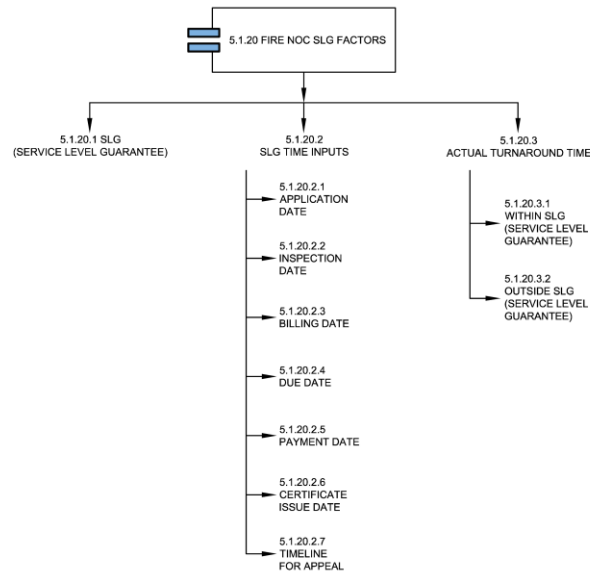 5.1.20 FIRE NOC SLG FACTORS
5.1.20.1 SLG
(SERVICE LEVEL GUARANTEE)
5.1.20.2
SLG TIME INPUTS
5.1.20.2.1
APPLICATION
DATE
5.1.20.2.2
INSPECTION
DATE
5.1.20.2.3
BILLING DATE
5.1.20.2.4
DUE DATE
5.1.20.2.5
PAYMENT DATE
5.1.20.2.6
CERTIFICATE
ISSUE DATE
5.1.20.2.7
TIMELINE
FOR APPEAL
5.1.20.3
ACTUAL TURNAROUND TIME
5.1.20.3.1
WITHIN SLG
(SERVICE LEVEL
GUARANTEE)
5.1.20.3.2
OUTSIDE SLG
(SERVICE LEVEL
GUARANTEE)